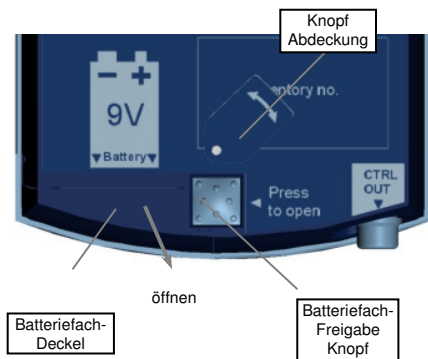 Knopf
Abdeckung
9V
▼Battery▼
entory no.
Press
◄ to open
CTRL
OUT
▼
öffnen
Batteriefach-
Deckel
Batteriefach-
Freigabe
Knopf